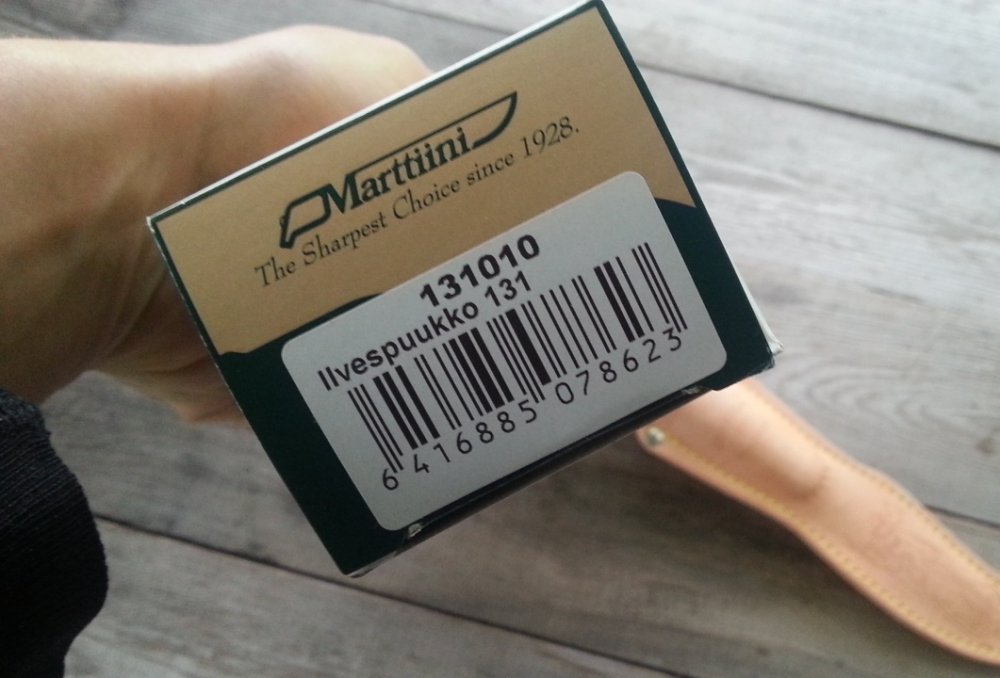 Marttiini
The Sharpest Choice since 1928.
131010
Ilvespuukko 131
6 416885 078623